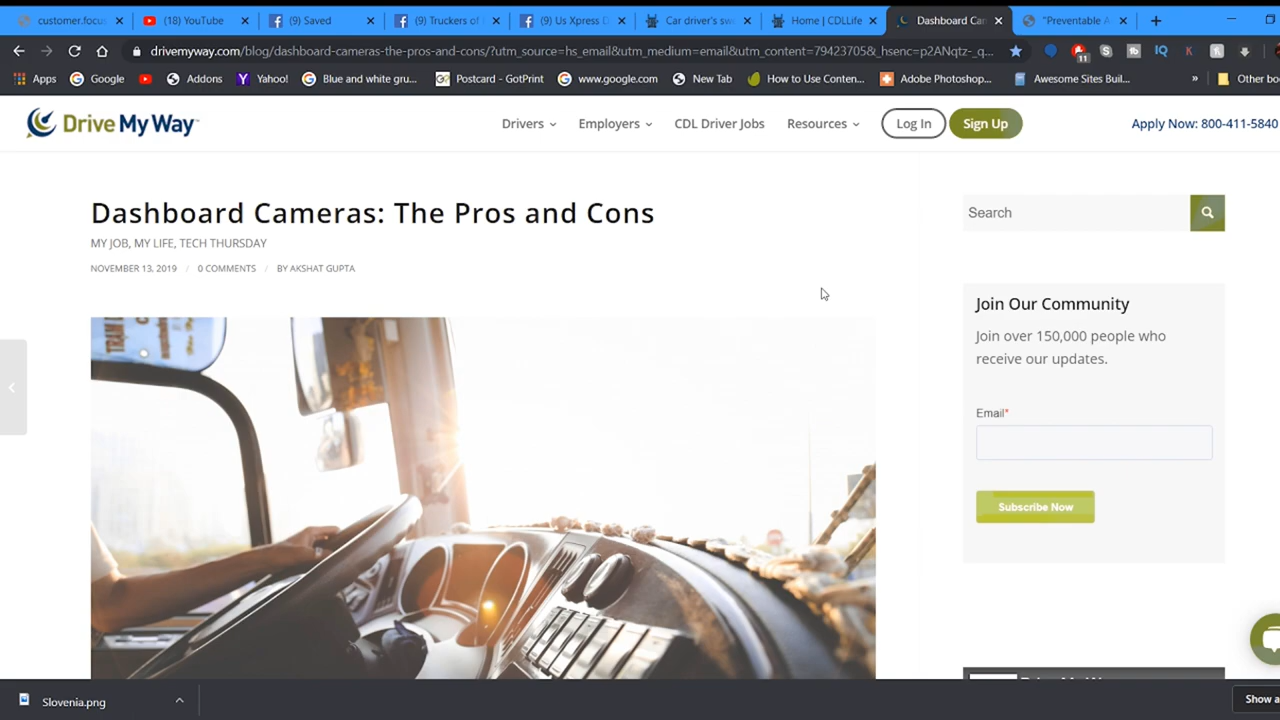 customer.focus
(18) YouTube
(9) Saved
(9) Truckers of
(9) Us Xpress D
Car driver's sw
Home | CDLLife
Dashboard Can
"Preventable A
drivemyway.com/blog/dashboard-cameras-the-pros-and-cons/?utm_source=hs_email&utm_medium=email&utm_content=79423705&_hsenc=p2ANqtz-_q...
11
IQ
K
Apps
Google
Addons
Yahoo!
Blue and white gru...
Postcard - GotPrint
www.google.com
New Tab
How to Use Conten...
Adobe Photoshop...
Awesome Sites Buil...
»
Other bo
Drive My Way
Drivers
Employers
CDL Driver Jobs
Resources
Log In
Sign Up
Apply Now: 800-411-5840
Dashboard Cameras: The Pros and Cons
MY JOB, MY LIFE, TECH THURSDAY
NOVEMBER 13, 2019 / 0 COMMENTS / BY AKSHAT GUPTA
Search
Join Our Community
Join over 150,000 people who
receive our updates.
Email*
Subscribe Now
Slovenia.png
Show a